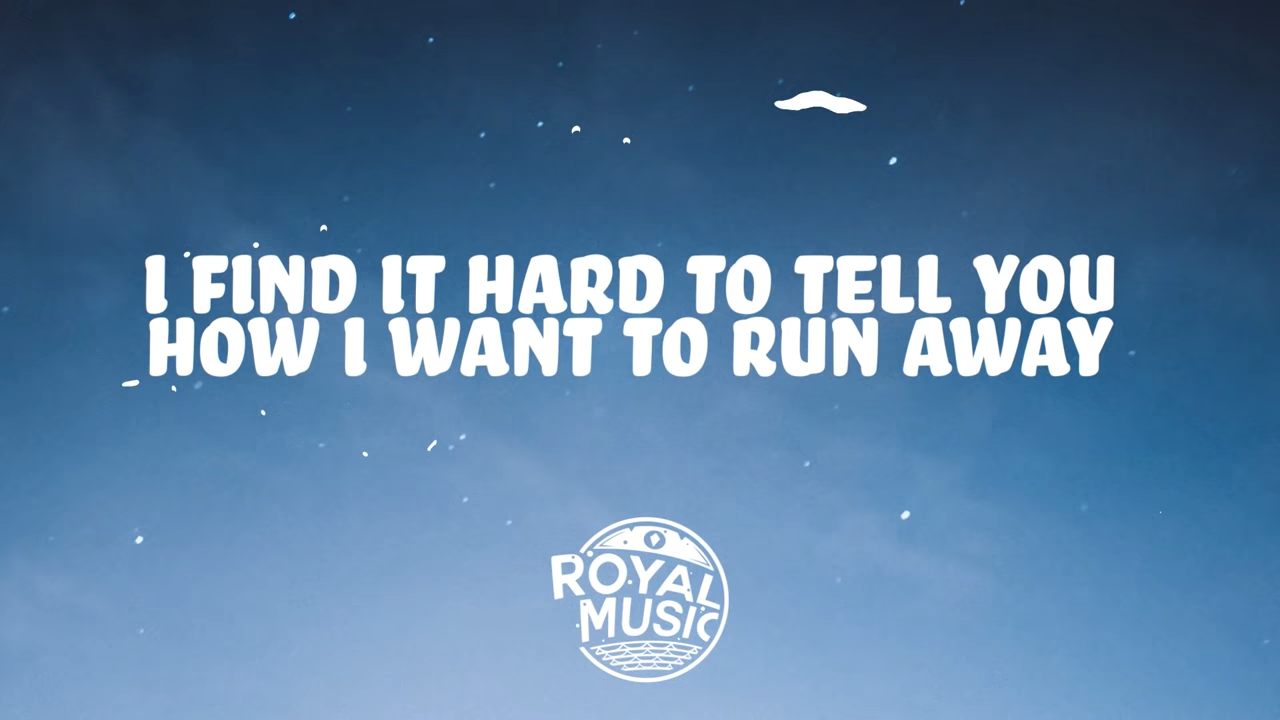 I FIND IT HARD TO TELL YOU
HOW I WANT TO RUN AWAY
ROYAL
MUSIC